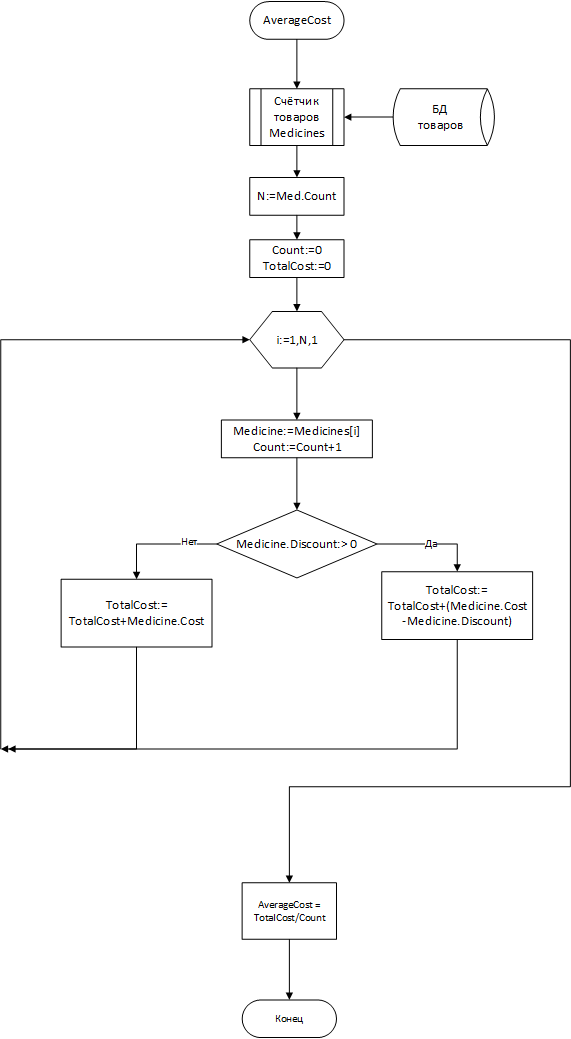 AverageCost
Счётчик
товаров
Medicines
БД
товаров
N:=Med.Count
Count:=0
TotalCost:=0
i:=1,N,1
Medicine:=Medicines[i]
Count:=Count+1
Medicine.Discount:> 0
Нет
Да
TotalCost:=
TotalCost+Medicine.Cost
TotalCost:=
TotalCost+(Medicine.Cost
-Medicine.Discount)
AverageCost =
TotalCost/Count
Конец